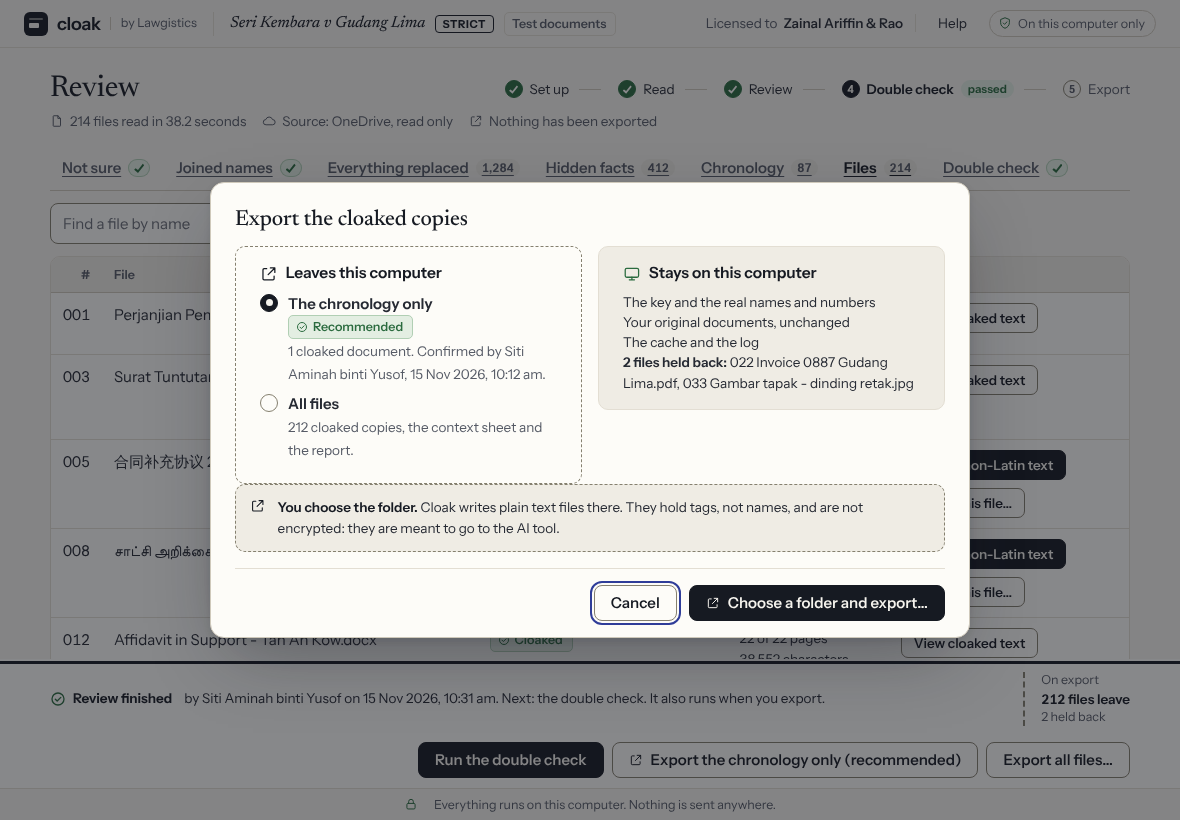 cloak by Lawgistics Seri Kembara v Gudang Lima STRICT Test documents Licensed to Zainal Ariffin & Rao Help On this computer only
Review
Set up Read Review 4 Double check passed 5 Export
214 files read in 38.2 seconds Source: OneDrive, read only Nothing has been exported
Not sure Joined names Everything replaced 1,284 Hidden facts 412 Chronology 87 Files 214 Double check
Find a file by name
# File
001 Perjanjian
003 Surat
005 合同补充协议
008 சாட்சி
012 Affidavit in Support - Tan Ah Kow.docx Cloaked 22 of 22 pages View cloaked text
38,552 characters
Export the cloaked copies
Leaves this computer
The chronology only
Recommended
1 cloaked document. Confirmed by Siti
Aminah binti Yusof, 15 Nov 2026, 10:12 am.
All files
212 cloaked copies, the context sheet and
the report.
Stays on this computer
The key and the real names and numbers
Your original documents, unchanged
The cache and the log
2 files held back: 022 Invoice 0887 Gudang
Lima.pdf, 033 Gambar tapak - dinding retak.jpg
You choose the folder. Cloak writes plain text files there. They hold tags, not names, and are not
encrypted: they are meant to go to the AI tool.
Cancel Choose a folder and export...
text
text
text
file...
text
file...
Review finished by Siti Aminah binti Yusof on 15 Nov 2026, 10:31 am. Next: the double check. It also runs when you export.
On export
212 files leave
2 held back
Run the double check Export the chronology only (recommended) Export all files...
Everything runs on this computer. Nothing is sent anywhere.